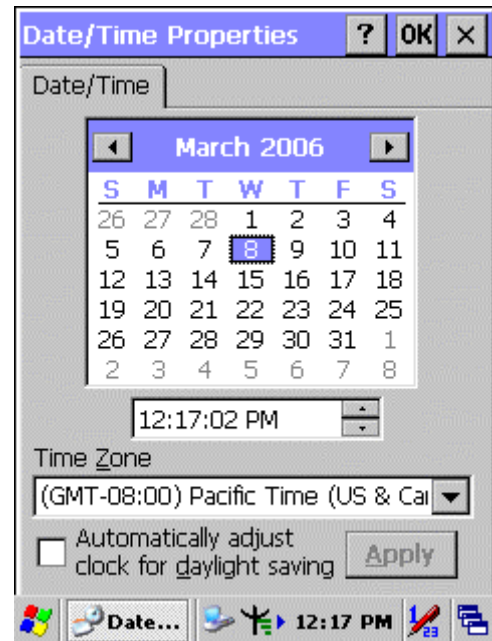 Date/Time Properties ? OK ×
Date/Time
March 2006
S M T W T F S
26 27 28 1 2 3 4
5 6 7 8 9 10 11
12 13 14 15 16 17 18
19 20 21 22 23 24 25
26 27 28 29 30 31 1
2 3 4 5 6 7 8
12:17:02 PM
Time Zone
(GMT-08:00) Pacific Time (US & Cai
Automatically adjust
clock for daylight saving Apply
Date... 12:17 PM 23